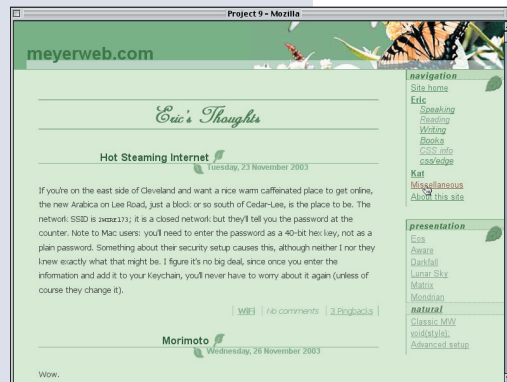 Project 9 - Mozilla
meyerweb.com
Eric's Thoughts
Hot Steaming Internet
Tuesday, 23 November 2003
If you're on the east side of Cleveland and want a nice warm caffeinated place to get online,
the new Arabica on Lee Road, just a block or so south of Cedar-Lee, is the place to be. The
network SSID is ; it is a closed network but they'll tell you the password at the
counter. Note to Mac users: you'll need to enter the password as a 40-bit hex key, not as a
plain password. Something about their security setup causes this, although neither I nor they
knew exactly what that might be. I figure it's no big deal, since once you enter the
information and add it to your Keychain, you'll never have to worry about it again (unless of
course they change it).
WiFi | No comments | 3 Pingbacks
Morimoto
Wednesday, 26 November 2003
Wow.
navigation
Site home
Eric
Speaking
Reading
Writing
Books
CSS info
css/edge
Kat
Miscellaneous
About this site
presentation
Eos
Aware
Darkfall
Lunar Sky
Matrix
Mondrian
natural
Classic MW
void(style);
Advanced setup